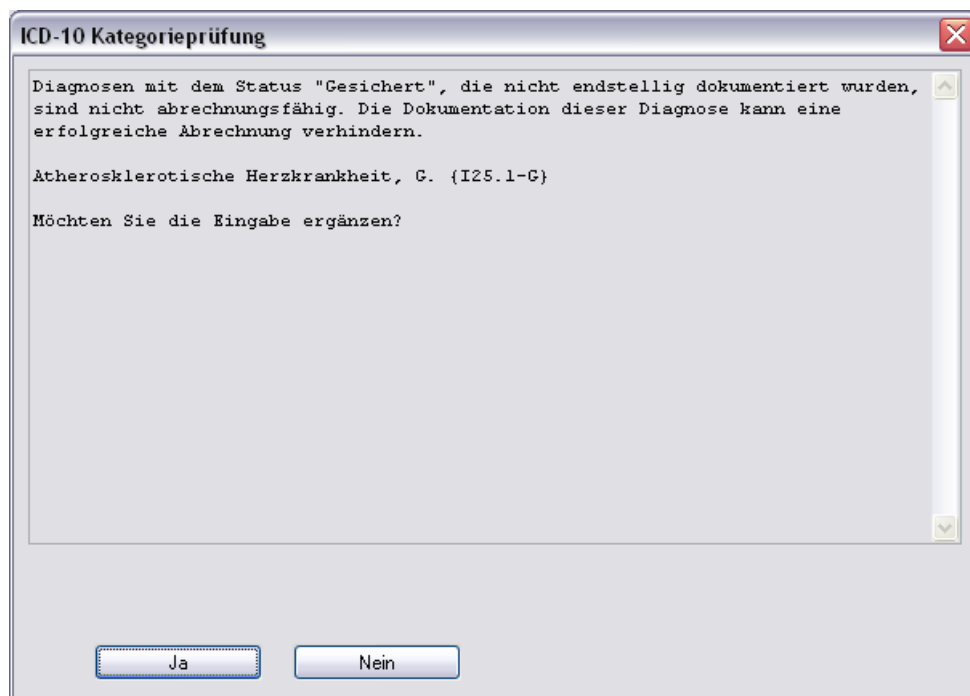 ICD-10 Kategorieprüfung
Diagnosen mit dem Status "Gesichert", die nicht endstellig dokumentiert wurden,
sind nicht abrechnungsfähig. Die Dokumentation dieser Diagnose kann eine
erfolgreiche Abrechnung verhindern.
Atherosklerotische Herzkrankheit, G. {I25.1-G}
Möchten Sie die Eingabe ergänzen?
Ja
Nein